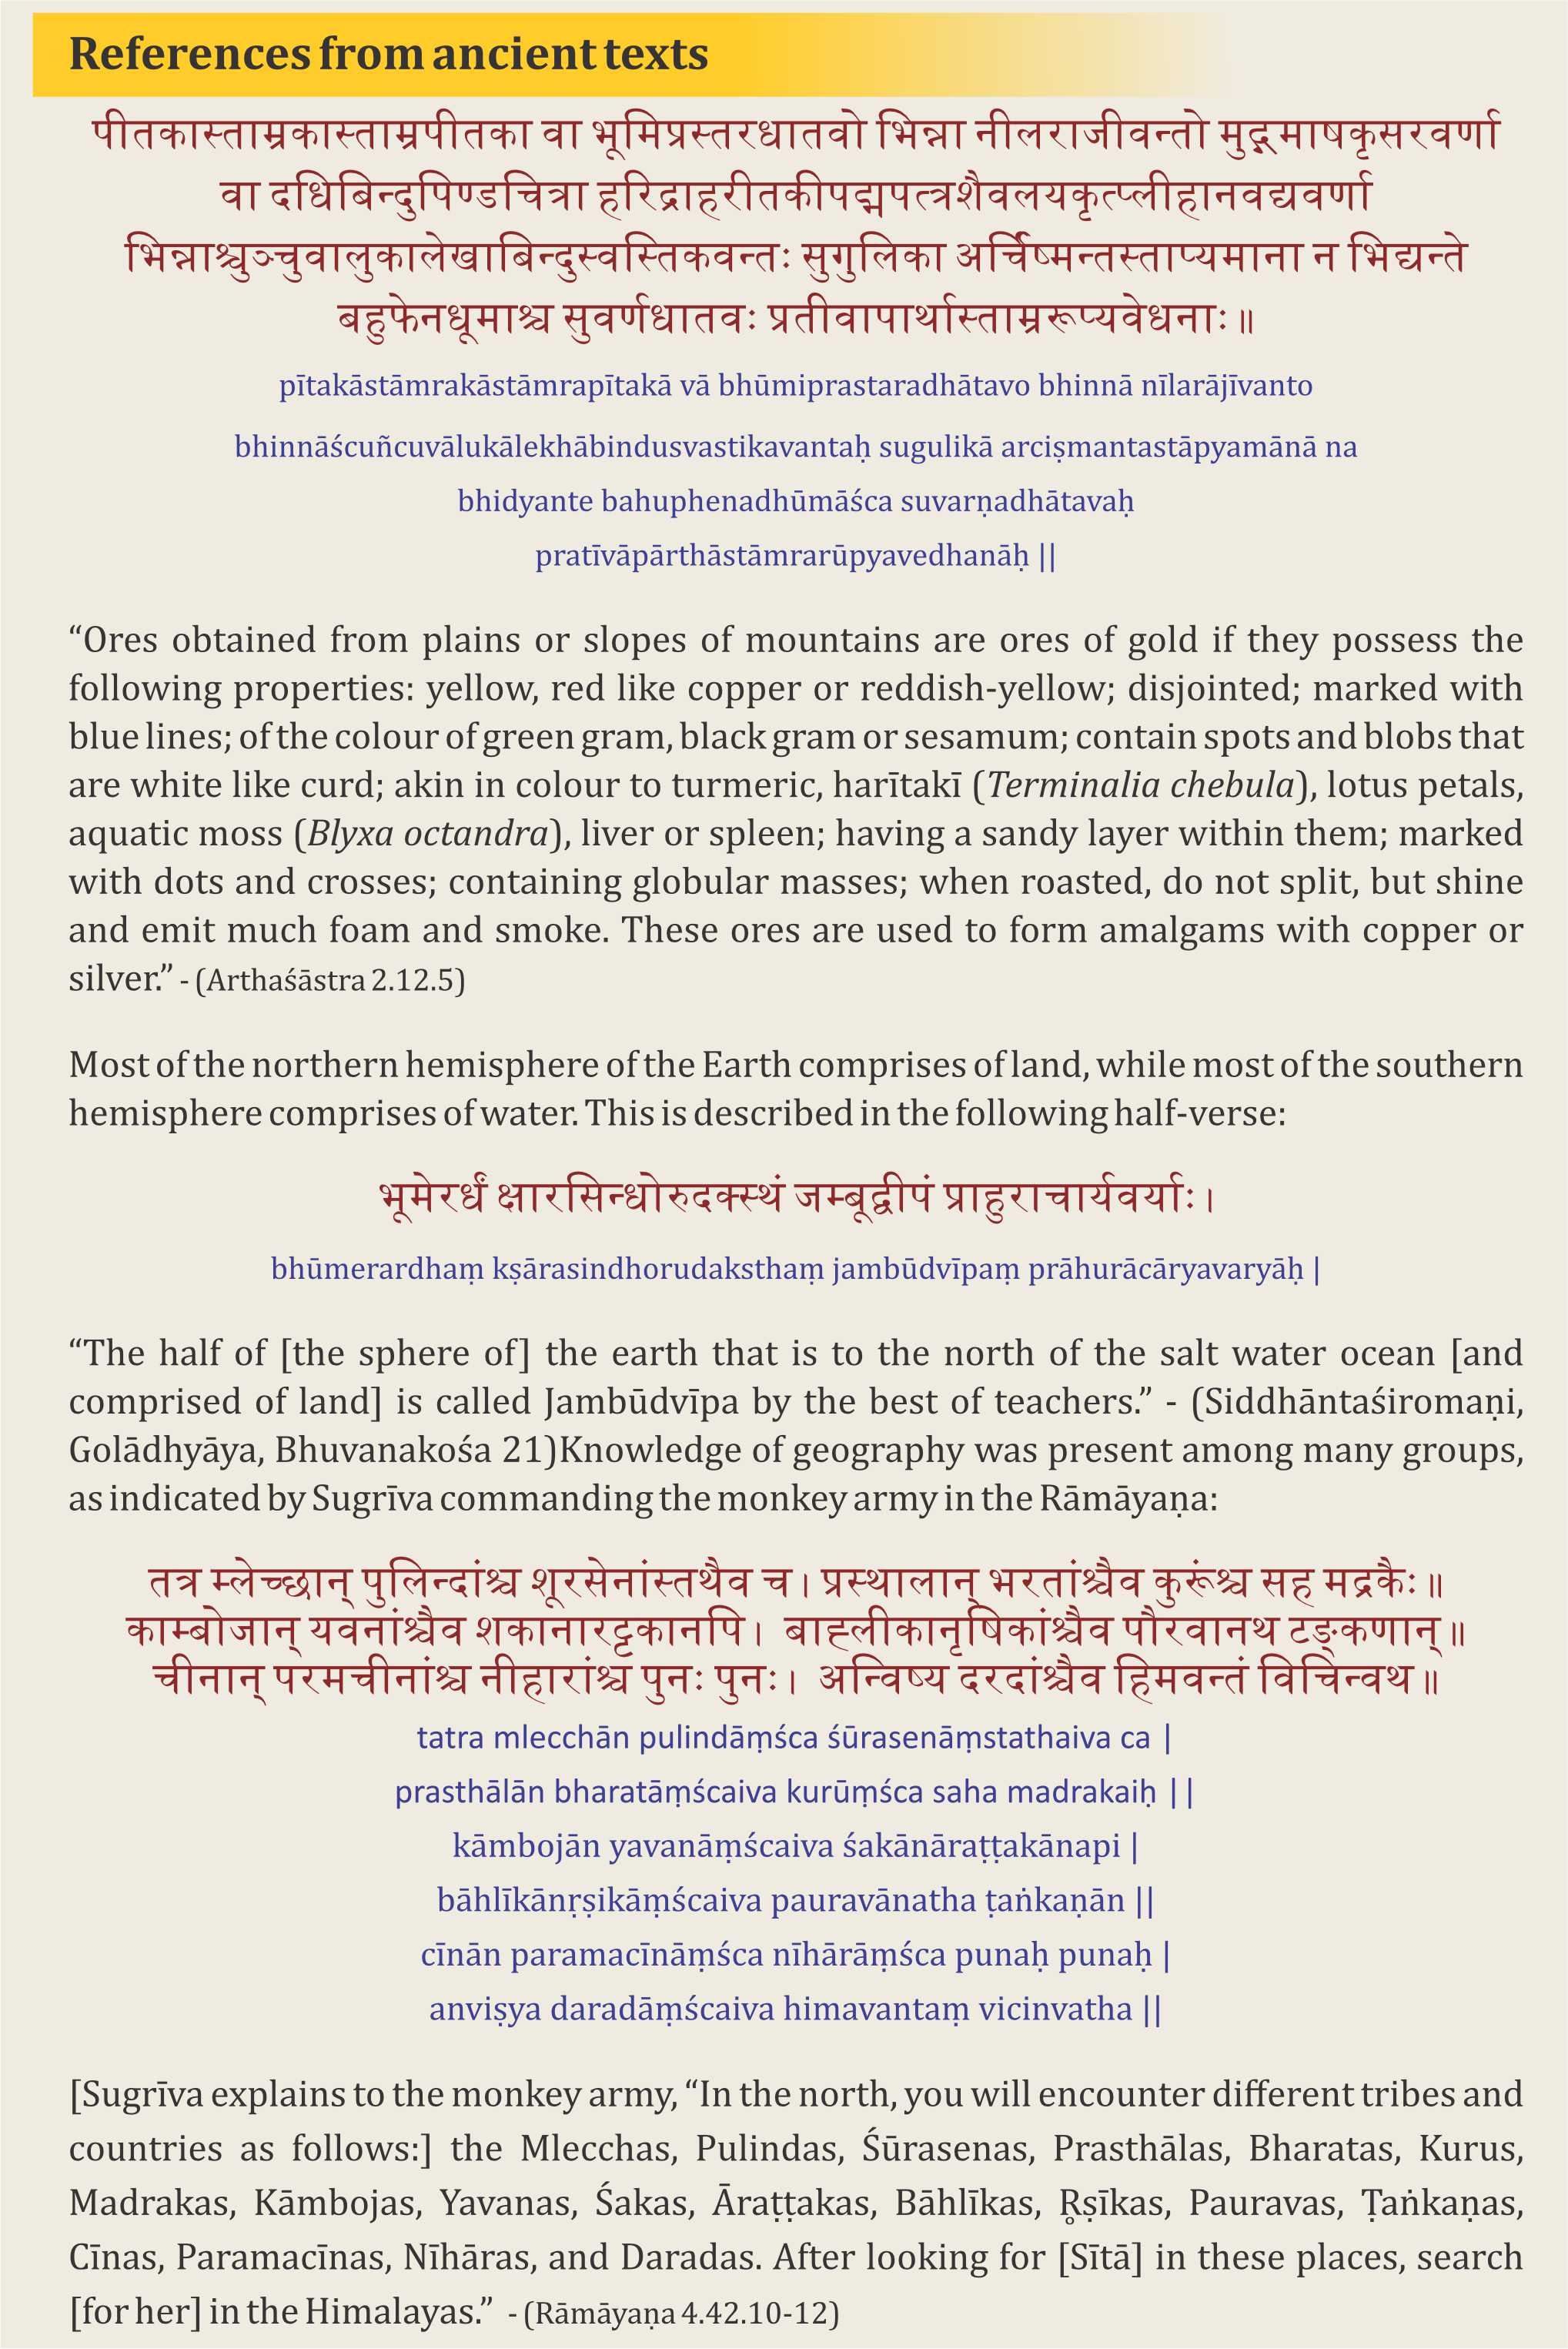 References from ancient texts
पीतकास्ताम्रकास्ताम्रपीतका वा भूमिप्रस्तरधातवो भिन्ना नीलराजीवन्तो मुद्गमाषकृसरवर्णा
वा दधिबिन्दुपिण्डचित्रा हरिद्राहरीतकीपद्मपत्त्रशैवलयकृत्प्लीहानवद्यवर्णा
भिन्नाश्चुञ्चुवालुकालेखाबिन्दुस्वस्तिकवन्तः सुगुलिका अर्चिष्मन्तस्ताप्यमाना न भिद्यन्ते
बहुफेनधूमाश्च सुवर्णधातवः प्रतीवापार्थास्ताम्ररूप्यवेधनाः॥
pītakāstāmrakāstāmrapītakā vā bhūmiprastaradhātavo bhinnā nīlarājīvanto
bhinnāścuñcuvālukālekhābindusvastikavantaḥ sugulikā arciṣmantastāpyamānā na
bhidyante bahuphenadhūmāśca suvarṇadhātavaḥ
pratīvāpārthāstāmrarūpyavedhanāḥ ||
“Ores obtained from plains or slopes of mountains are ores of gold if they possess the
following properties: yellow, red like copper or reddish-yellow; disjointed; marked with
blue lines; of the colour of green gram, black gram or sesamum; contain spots and blobs that
are white like curd; akin in colour to turmeric, harītakī (Terminalia chebula), lotus petals,
aquatic moss (Blyxa octandra), liver or spleen; having a sandy layer within them; marked
with dots and crosses; containing globular masses; when roasted, do not split, but shine
and emit much foam and smoke. These ores are used to form amalgams with copper or
silver.” - (Arthaśāstra 2.12.5)
Most of the northern hemisphere of the Earth comprises of land, while most of the southern
hemisphere comprises of water. This is described in the following half-verse:
भूमेरर्धं क्षारसिन्धोरुदक्स्थं जम्बूद्वीपं प्राहुराचार्यवर्याः।
bhūmerardhaṃ kṣārasindhorudaksthaṃ jambūdvīpaṃ prāhurācāryavaryāḥ |
“The half of [the sphere of] the earth that is to the north of the salt water ocean [and
comprised of land] is called Jambūdvīpa by the best of teachers.” - (Siddhāntaśiromaṇi,
Golādhyāya, Bhuvanakośa 21)Knowledge of geography was present among many groups,
as indicated by Sugrīva commanding the monkey army in the Rāmāyaṇa:
तत्र म्लेच्छान् पुलिन्दांश्च शूरसेनांस्तथैव च। प्रस्थालान् भरतांश्चैव कुरूंश्च सह मद्रकैः॥
काम्बोजान् यवनांश्चैव शकानारट्टकानपि। बाह्लीकानृषिकांश्चैव पौरवानथ टङ्कणान्॥
चीनान् परमचीनांश्च नीहारांश्च पुनः पुनः। अन्विष्य दरदांश्चैव हिमवन्तं विचिन्वथ॥
tatra mlecchān pulindāṃśca śūrasenāṃstathaiva ca |
prasthālān bharatāṃścaiva kurūṃśca saha madrakaiḥ ||
kāmbojān yavanāṃścaiva śakānāraṭṭakānapi |
bāhlīkānṛṣikāṃścaiva pauravānatha ṭaṅkaṇān ||
cīnān paramacīnāṃśca nīhārāṃśca punaḥ punaḥ |
anviṣya daradāṃścaiva himavantaṃ vicinvatha ||
[Sugrīva explains to the monkey army, “In the north, you will encounter different tribes and
countries as follows:] the Mlecchas, Pulindas, Śūrasenas, Prasthālas, Bharatas, Kurus,
Madrakas, Kāmbojas, Yavanas, Śakas, Āraṭṭakas, Bāhlīkas, R̥ṣīkas, Pauravas, Ṭaṅkaṇas,
Cīnas, Paramacīnas, Nīhāras, and Daradas. After looking for [Sītā] in these places, search
[for her] in the Himalayas.” - (Rāmāyaṇa 4.42.10-12)